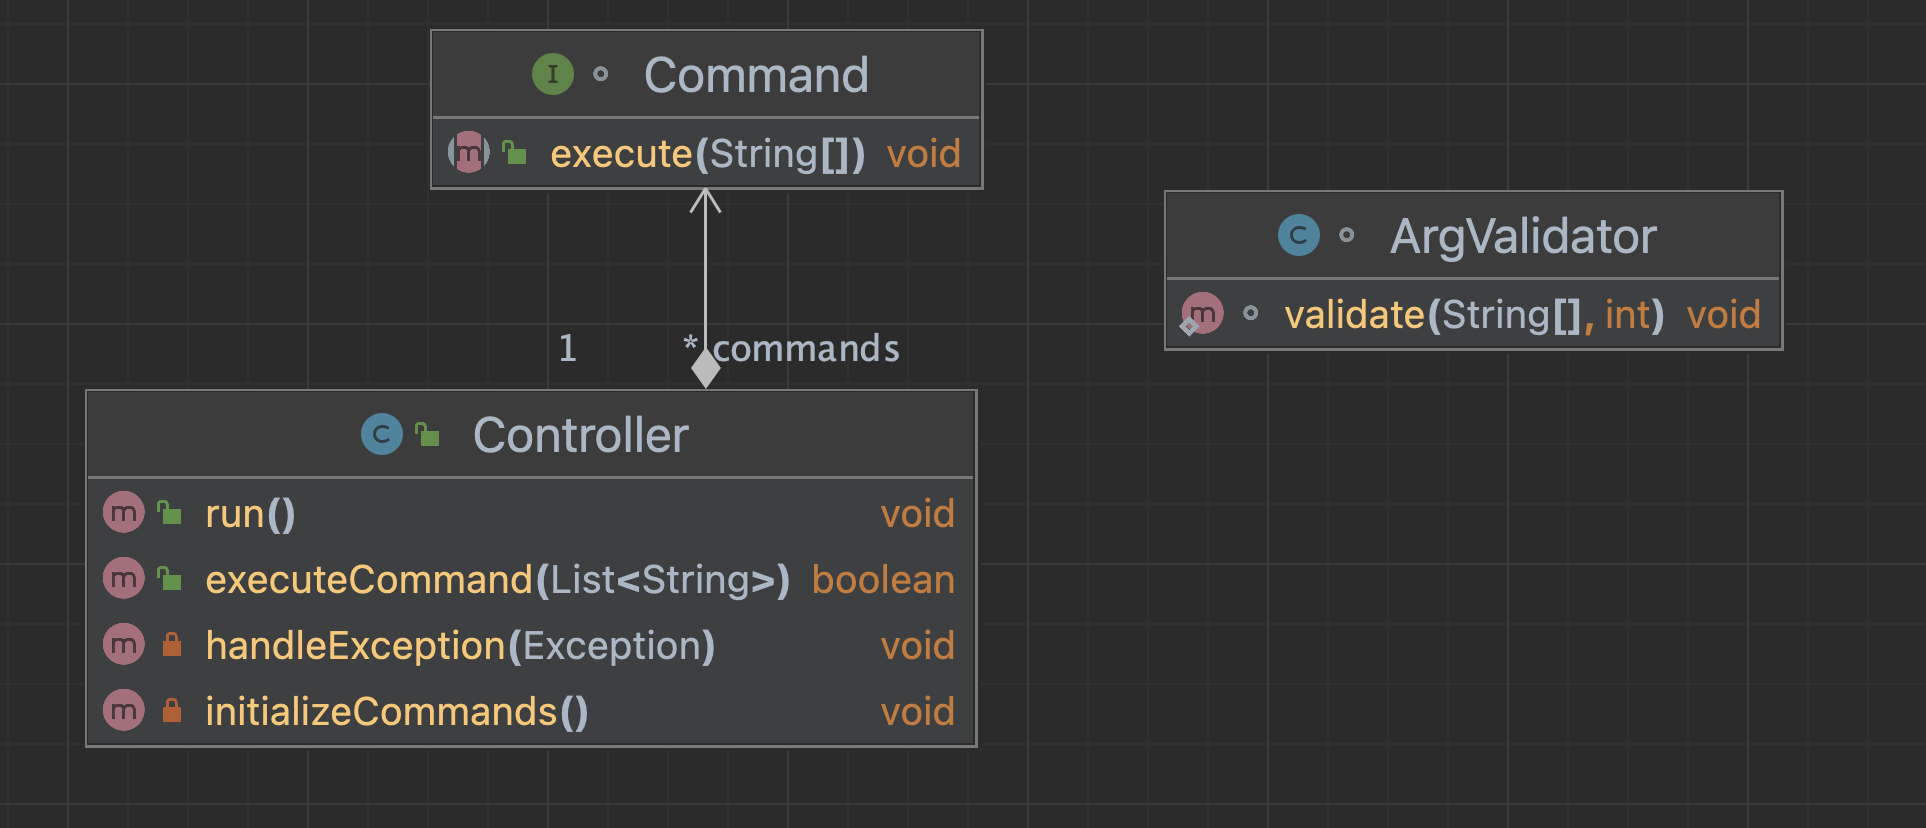 I Command
m execute(String[]) void
C ArgValidator
m validate(String[], int) void
1 * commands
C Controller
m run() void
m executeCommand(List<String>) boolean
m handleException(Exception) void
m initializeCommands() void